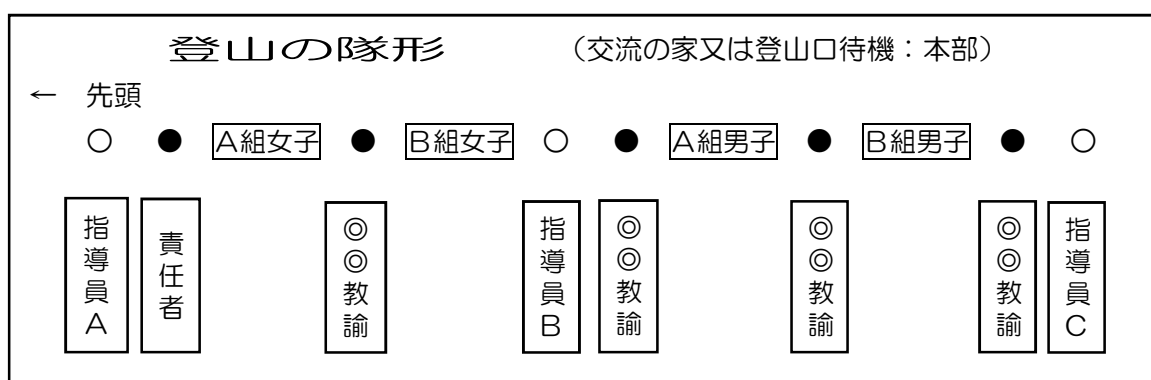 登山の隊形 （交流の家又は登山口待機：本部）
← 先頭
○ ● A組女子 ● B組女子 ○ ● A組男子 ● B組男子 ● ○
指導員A
責任者
◎◎教諭
指導員B
◎◎教諭
◎◎教諭
◎◎教諭
指導員C